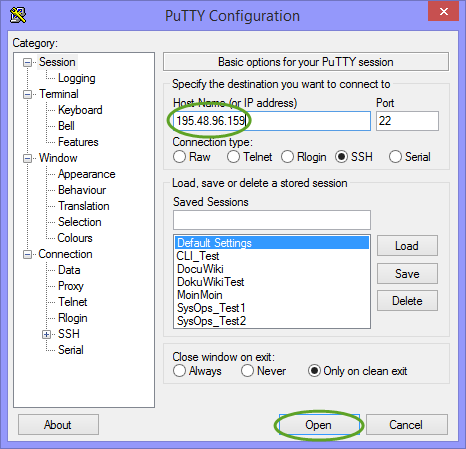 PuTTY Configuration
Category:
Session
Logging
Terminal
Keyboard
Bell
Features
Window
Appearance
Behaviour
Translation
Selection
Colours
Connection
Data
Proxy
Telnet
Rlogin
SSH
Serial
Basic options for your PuTTY session
Specify the destination you want to connect to
Host Name (or IP address) Port
195.48.96.159 22
Connection type:
Raw Telnet Rlogin SSH Serial
Load, save or delete a stored session
Saved Sessions
Default Settings
CLI_Test
DocuWiki
DokuWikiTest
MoinMoin
SysOps_Test1
SysOps_Test2
Load
Save
Delete
Close window on exit:
Always Never Only on clean exit
About Open Cancel